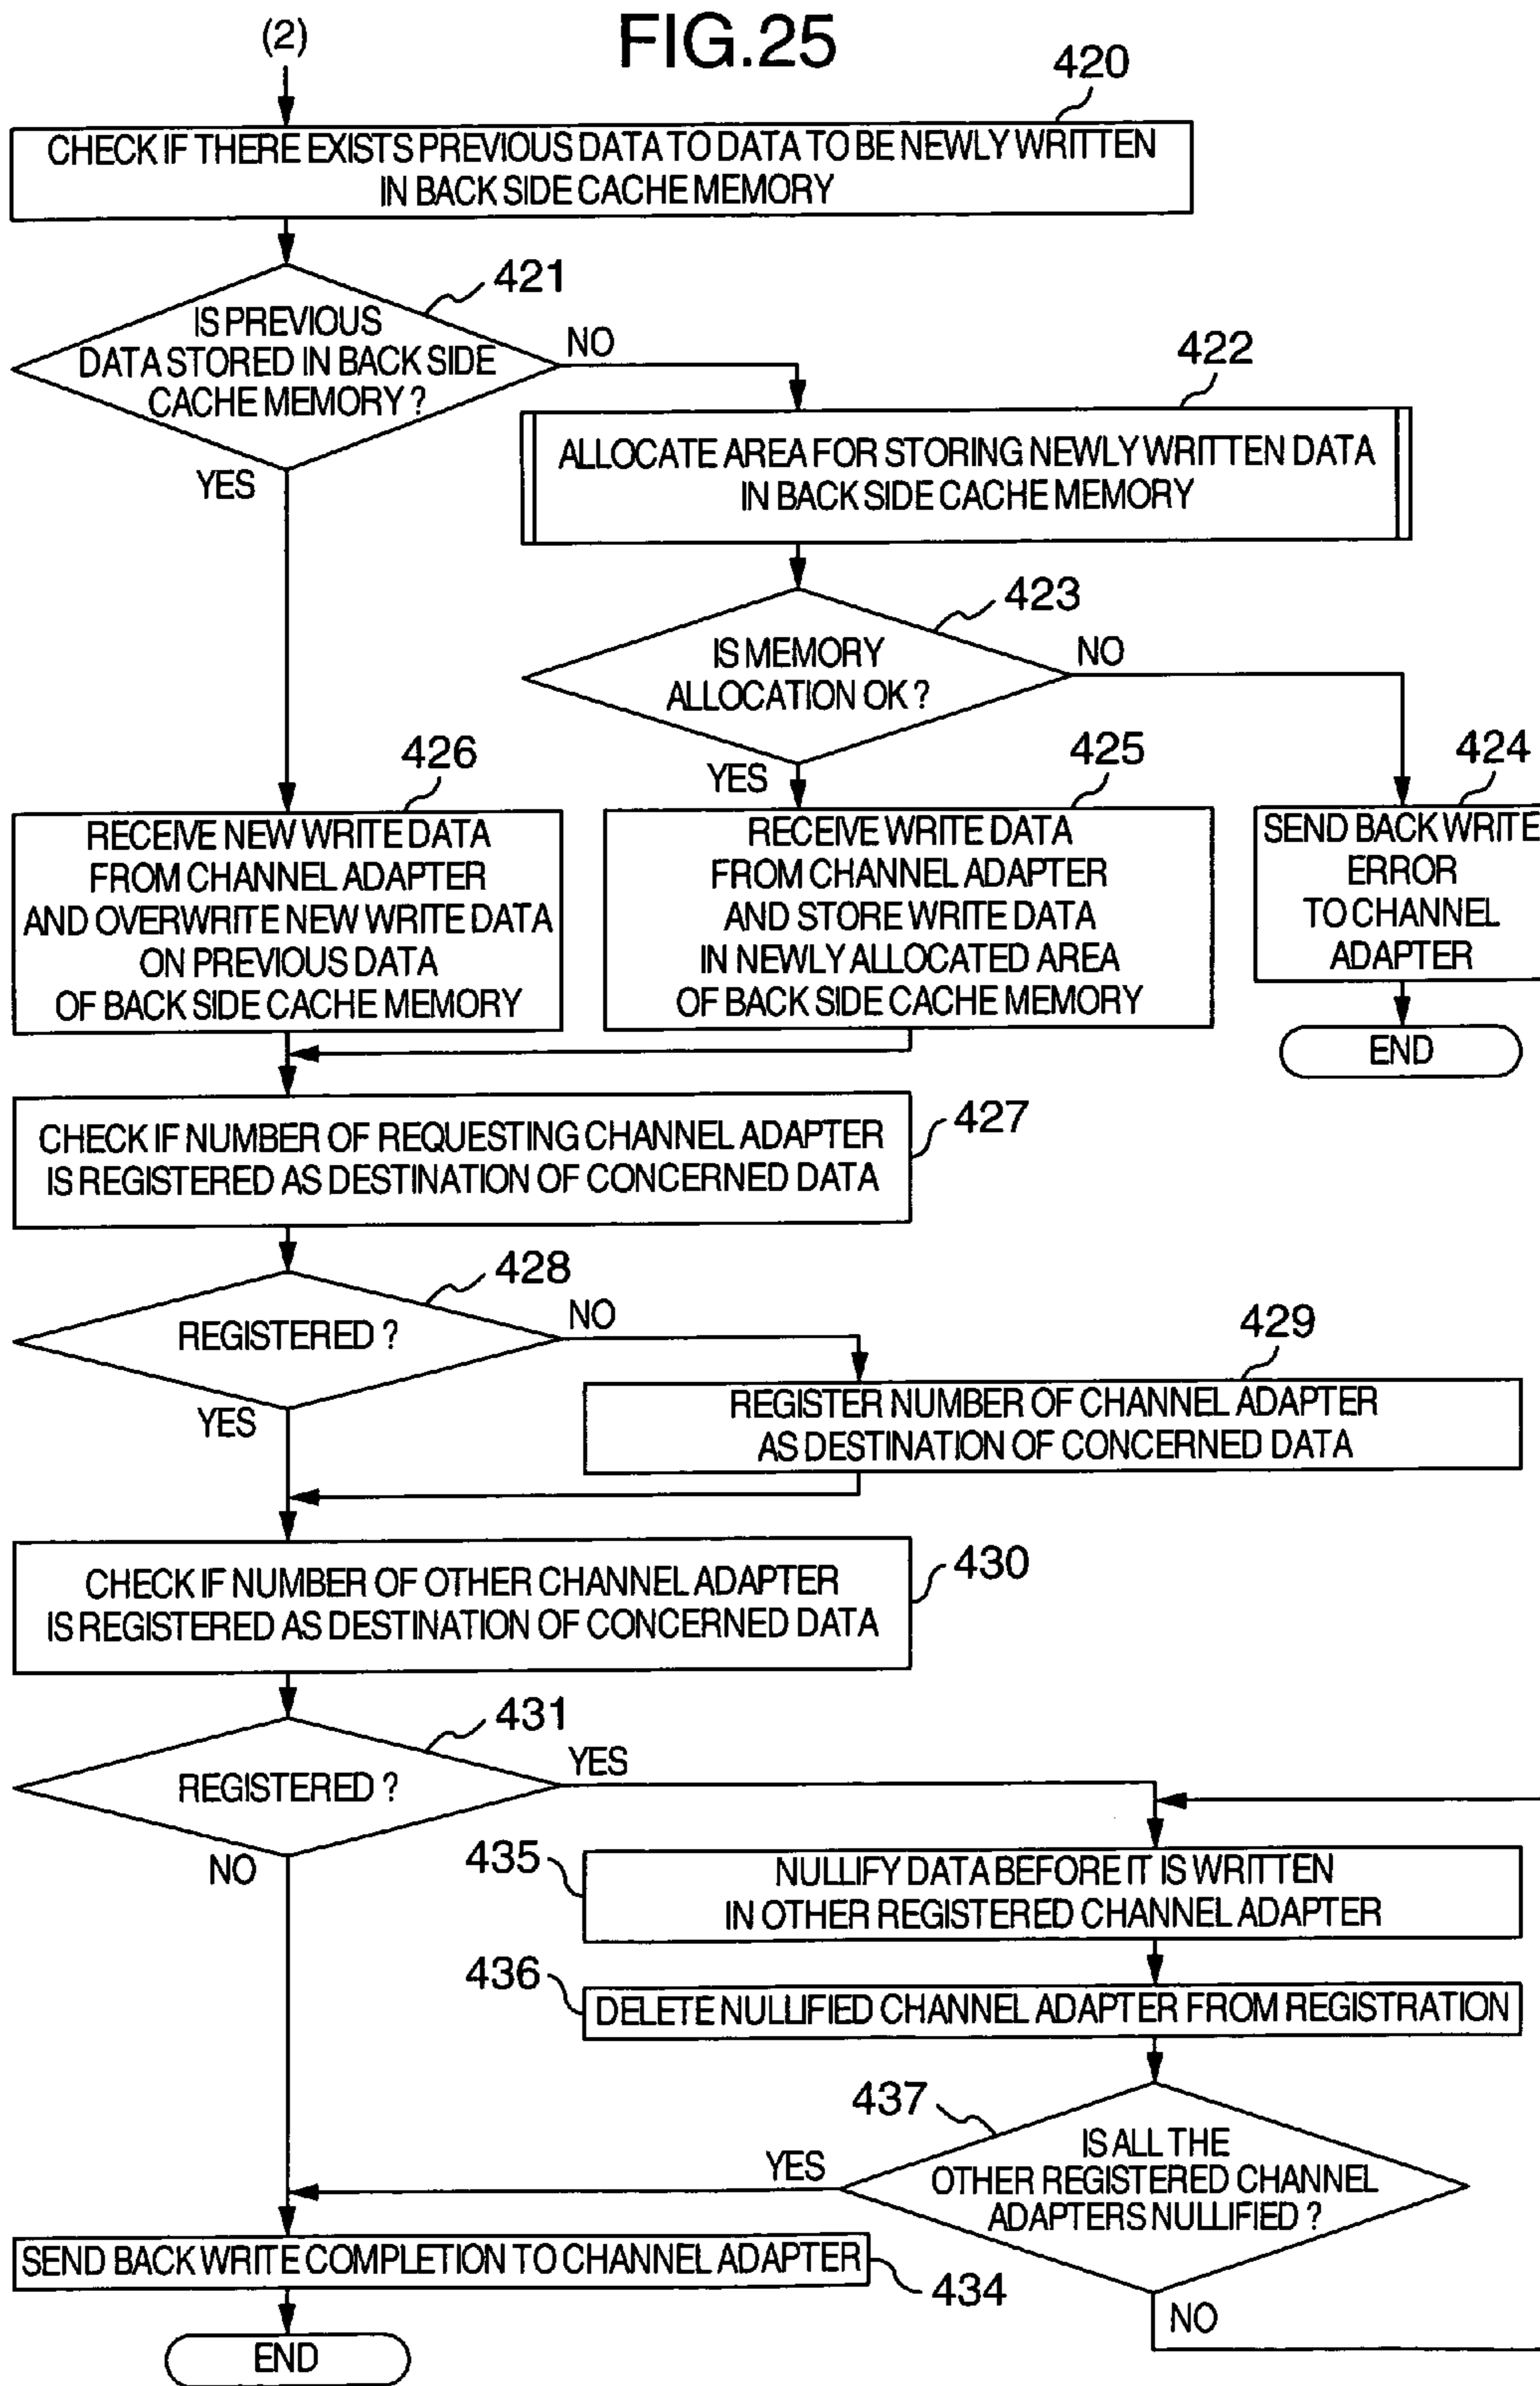 FIG.25
(2)
420
CHECK IF THERE EXISTS PREVIOUS DATA TO DATA TO BE NEWLY WRITTEN
IN BACK SIDE CACHE MEMORY
421
IS PREVIOUS
DATA STORED IN BACK SIDE
CACHE MEMORY ?
NO
YES
422
ALLOCATE AREA FOR STORING NEWLY WRITTEN DATA
IN BACK SIDE CACHE MEMORY
423
IS MEMORY
ALLOCATION OK ?
NO
YES
426
RECEIVE NEW WRITE DATA
FROM CHANNEL ADAPTER
AND OVERWRITE NEW WRITE DATA
ON PREVIOUS DATA
OF BACK SIDE CACHE MEMORY
425
RECEIVE WRITE DATA
FROM CHANNEL ADAPTER
AND STORE WRITE DATA
IN NEWLY ALLOCATED AREA
OF BACK SIDE CACHE MEMORY
424
SEND BACK WRITE
ERROR
TO CHANNEL
ADAPTER
END
427
CHECK IF NUMBER OF REQUESTING CHANNEL ADAPTER
IS REGISTERED AS DESTINATION OF CONCERNED DATA
428
REGISTERED ?
NO
YES
429
REGISTER NUMBER OF CHANNEL ADAPTER
AS DESTINATION OF CONCERNED DATA
430
CHECK IF NUMBER OF OTHER CHANNEL ADAPTER
IS REGISTERED AS DESTINATION OF CONCERNED DATA
431
REGISTERED ?
YES
NO
435
NULLIFY DATA BEFORE IT IS WRITTEN
IN OTHER REGISTERED CHANNEL ADAPTER
436
DELETE NULLIFIED CHANNEL ADAPTER FROM REGISTRATION
437
IS ALL THE
OTHER REGISTERED CHANNEL
ADAPTERS NULLIFIED ?
YES
NO
SEND BACK WRITE COMPLETION TO CHANNEL ADAPTER
434
END